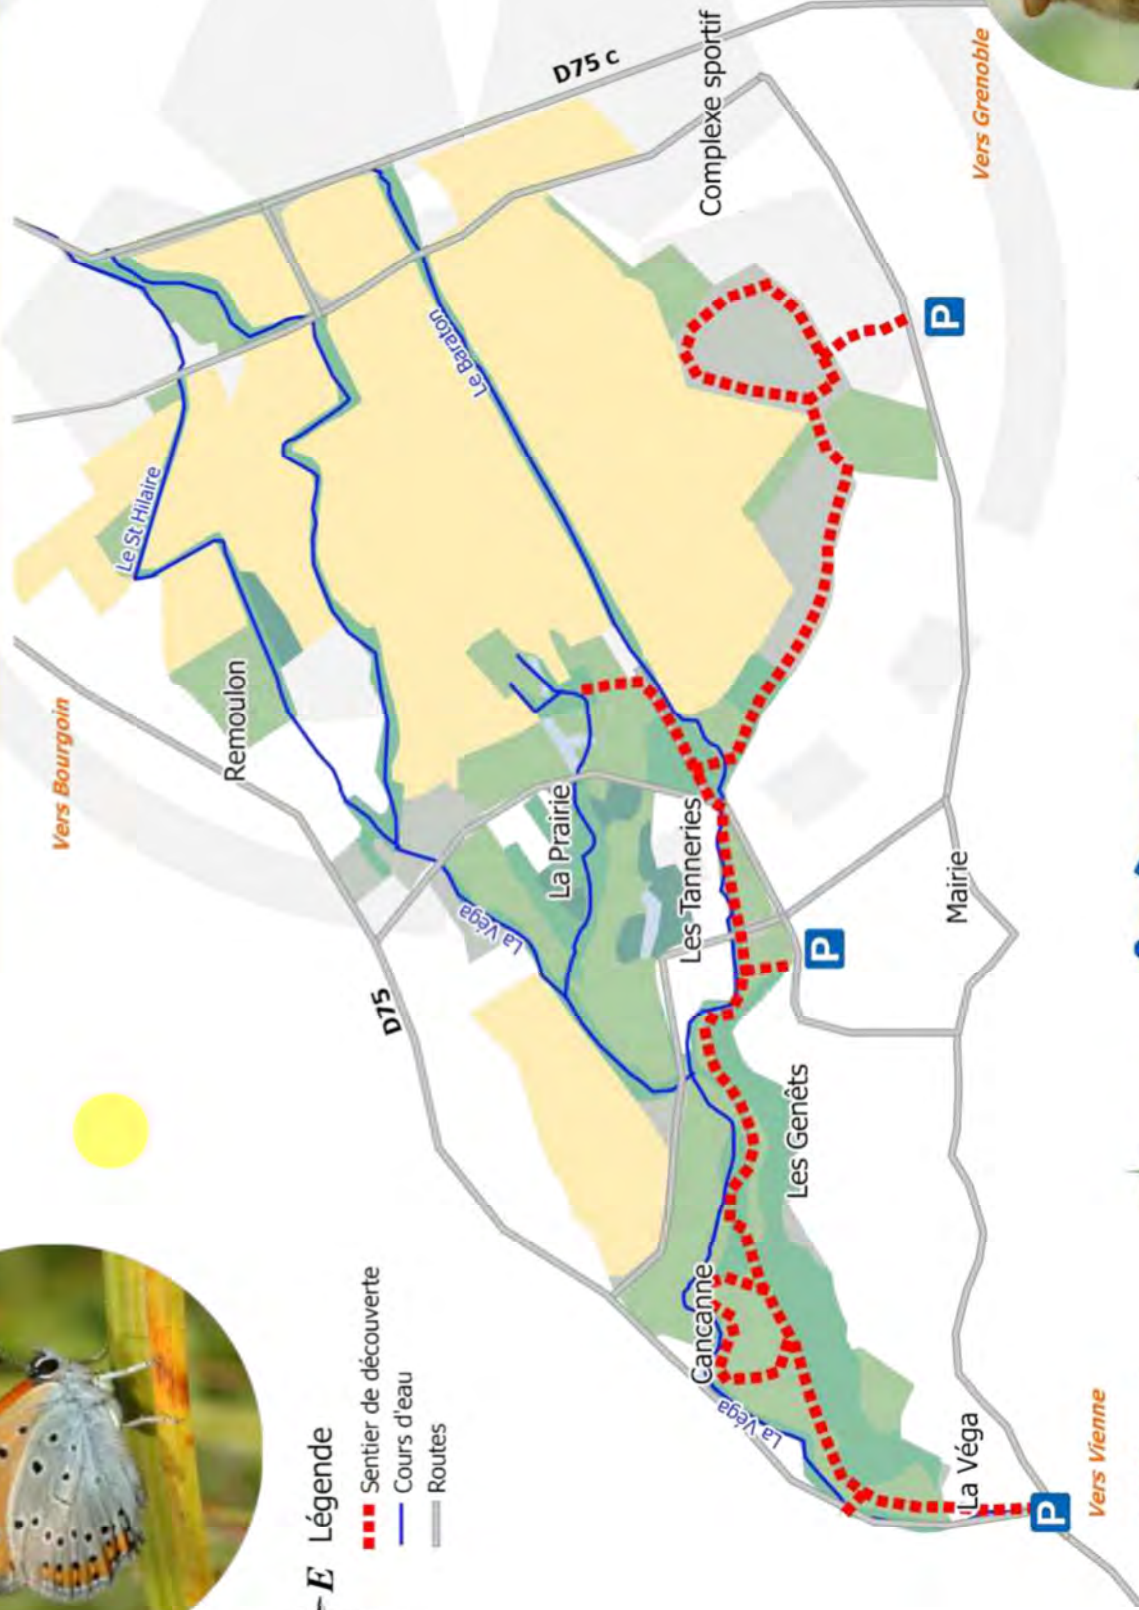 Vers Bourgoin
Le St Hilaire
Remoulon
D75 c
Complexe sportif
Vers Grenoble
Le Baraton
P
La Prairie
La Véga
Les Tanneries
D75
P
Mairie
Les Genêts
Cancanne
La Véga
La Véga
P
Vers Vienne
E
Légende
Sentier de découverte
Cours d'eau
Routes